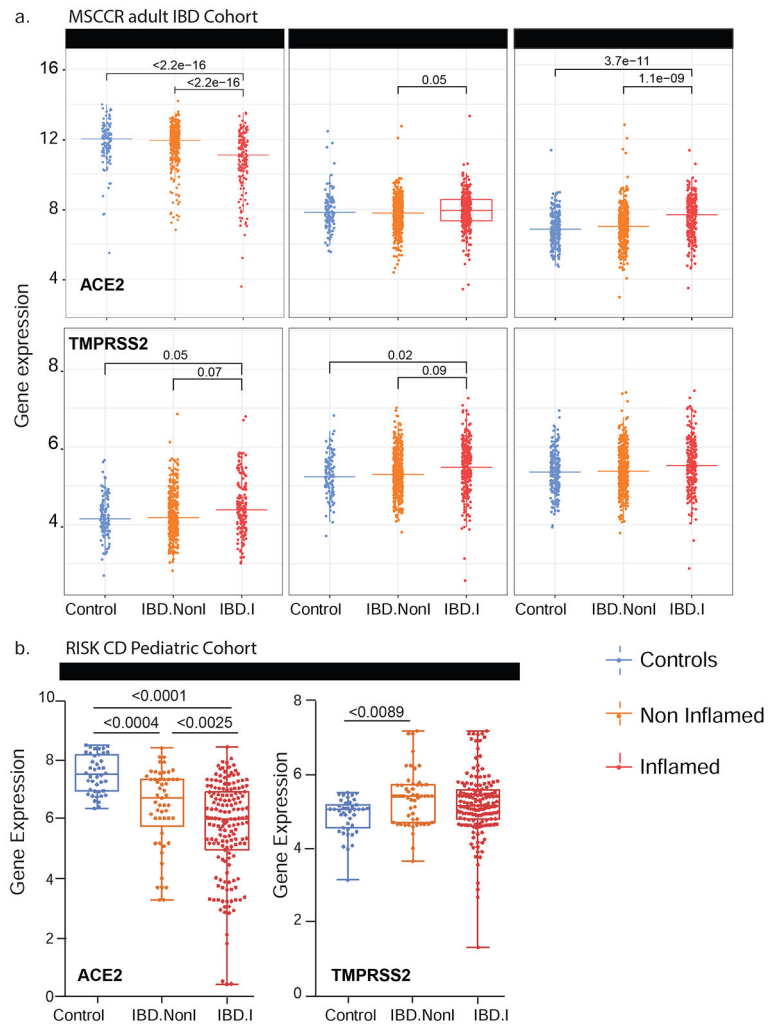 a. MSCCR adult IBD Cohort
16
12
8
4
<2.2e−16
<2.2e−16
0.05
3.7e−11
1.1e−09
ACE2
Gene expression
TMPRSS2
8
6
4
0.05
0.07
0.02
0.09
Control IBD.NonI IBD.I Control IBD.NonI IBD.I Control IBD.NonI IBD.I
b. RISK CD Pediatric Cohort
10
8
6
4
2
0
Gene Expression
<0.0001
<0.0004 <0.0025
ACE2
Control IBD.NonI IBD.I
8
6
4
2
0
Gene Expression
<0.0089
TMPRSS2
Control IBD.NonI IBD.I
Controls
Non Inflamed
Inflamed